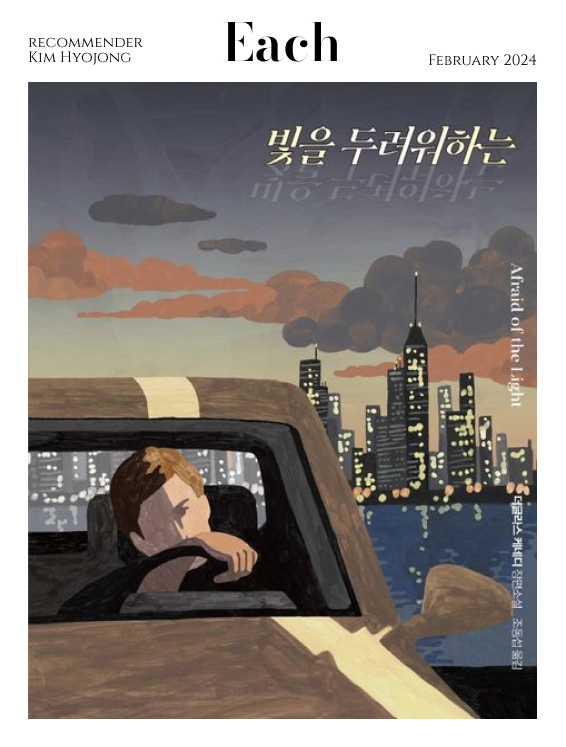 RECOMMENDER
KIM HYOJONG
Each
FEBRUARY 2024
빛을 두려워하는
Afraid of the Light
더글라스 케네디 장편소설 조동섭 옮김